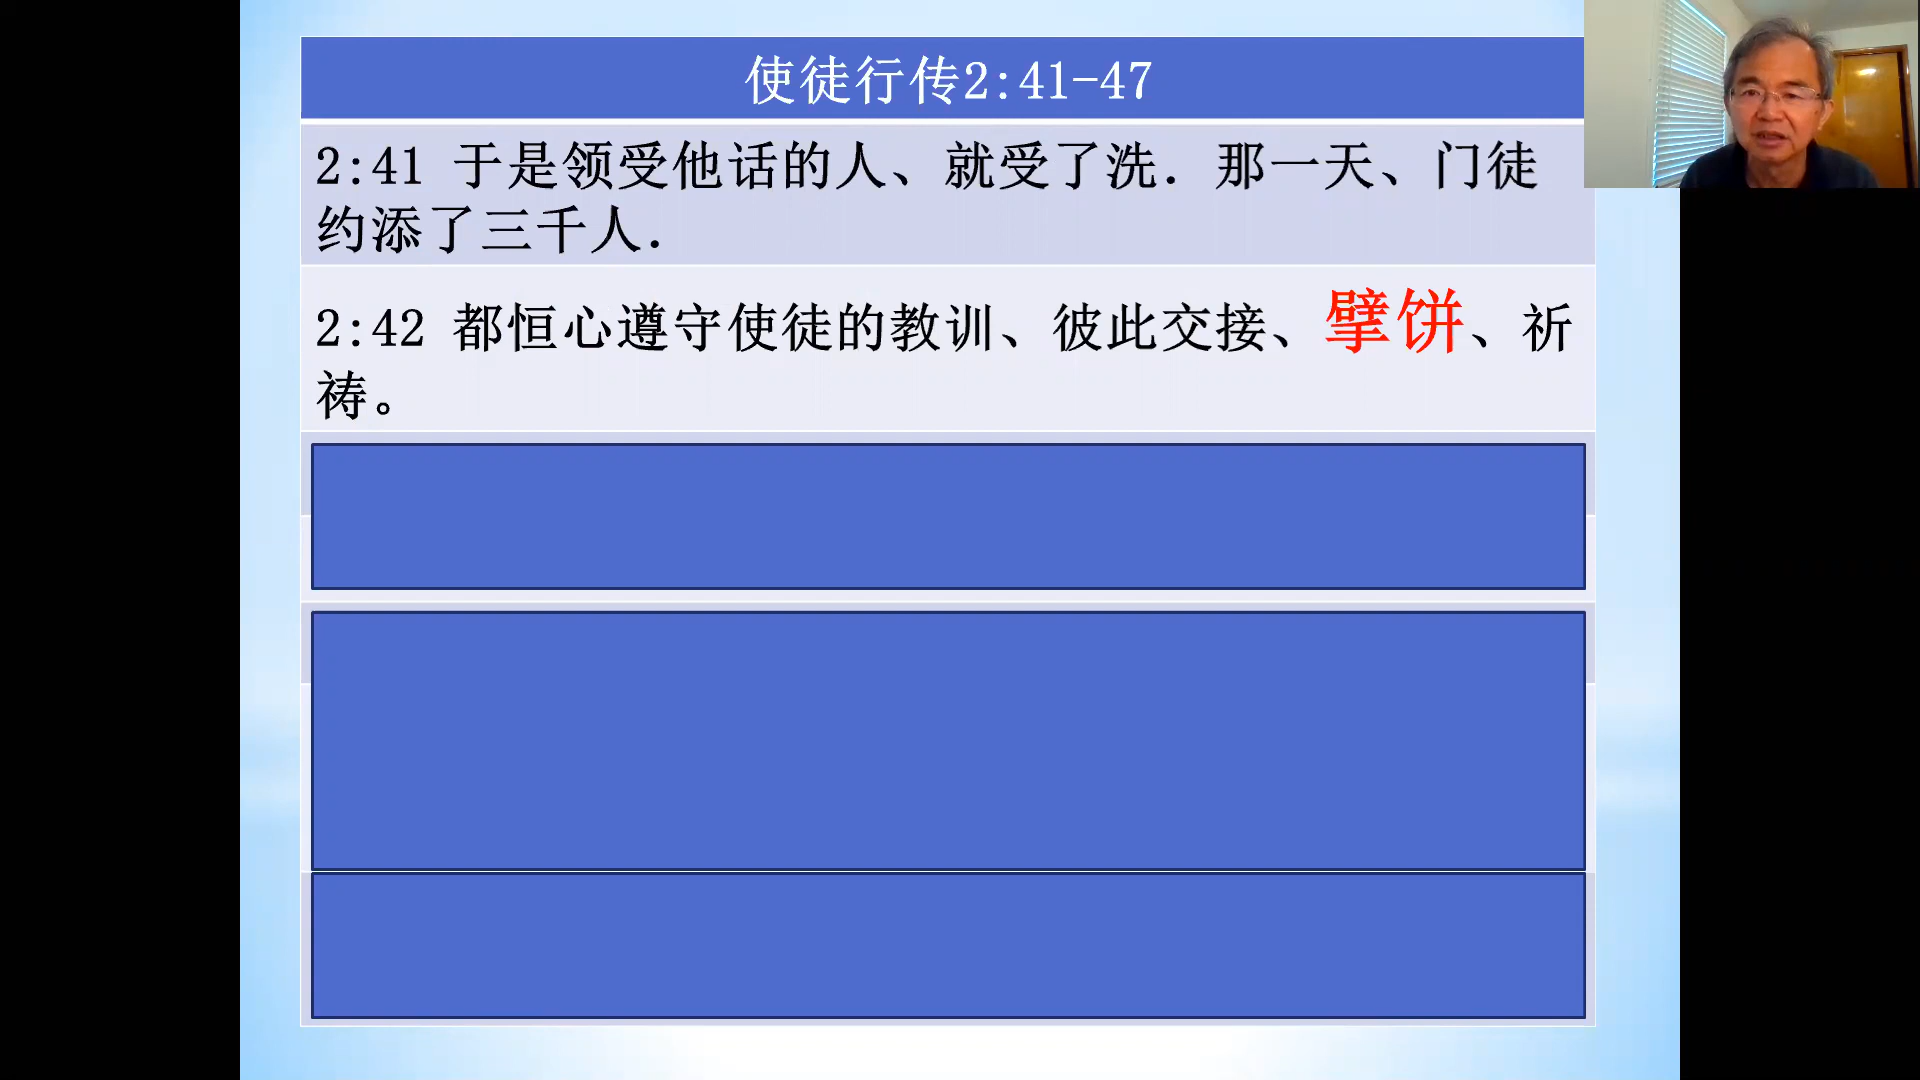 使徒行传2:41-47
2:41 于是领受他话的人、就受了洗．那一天、门徒
约添了三千人．
2:42 都恒心遵守使徒的教训、彼此交接、擘饼、祈
祷。